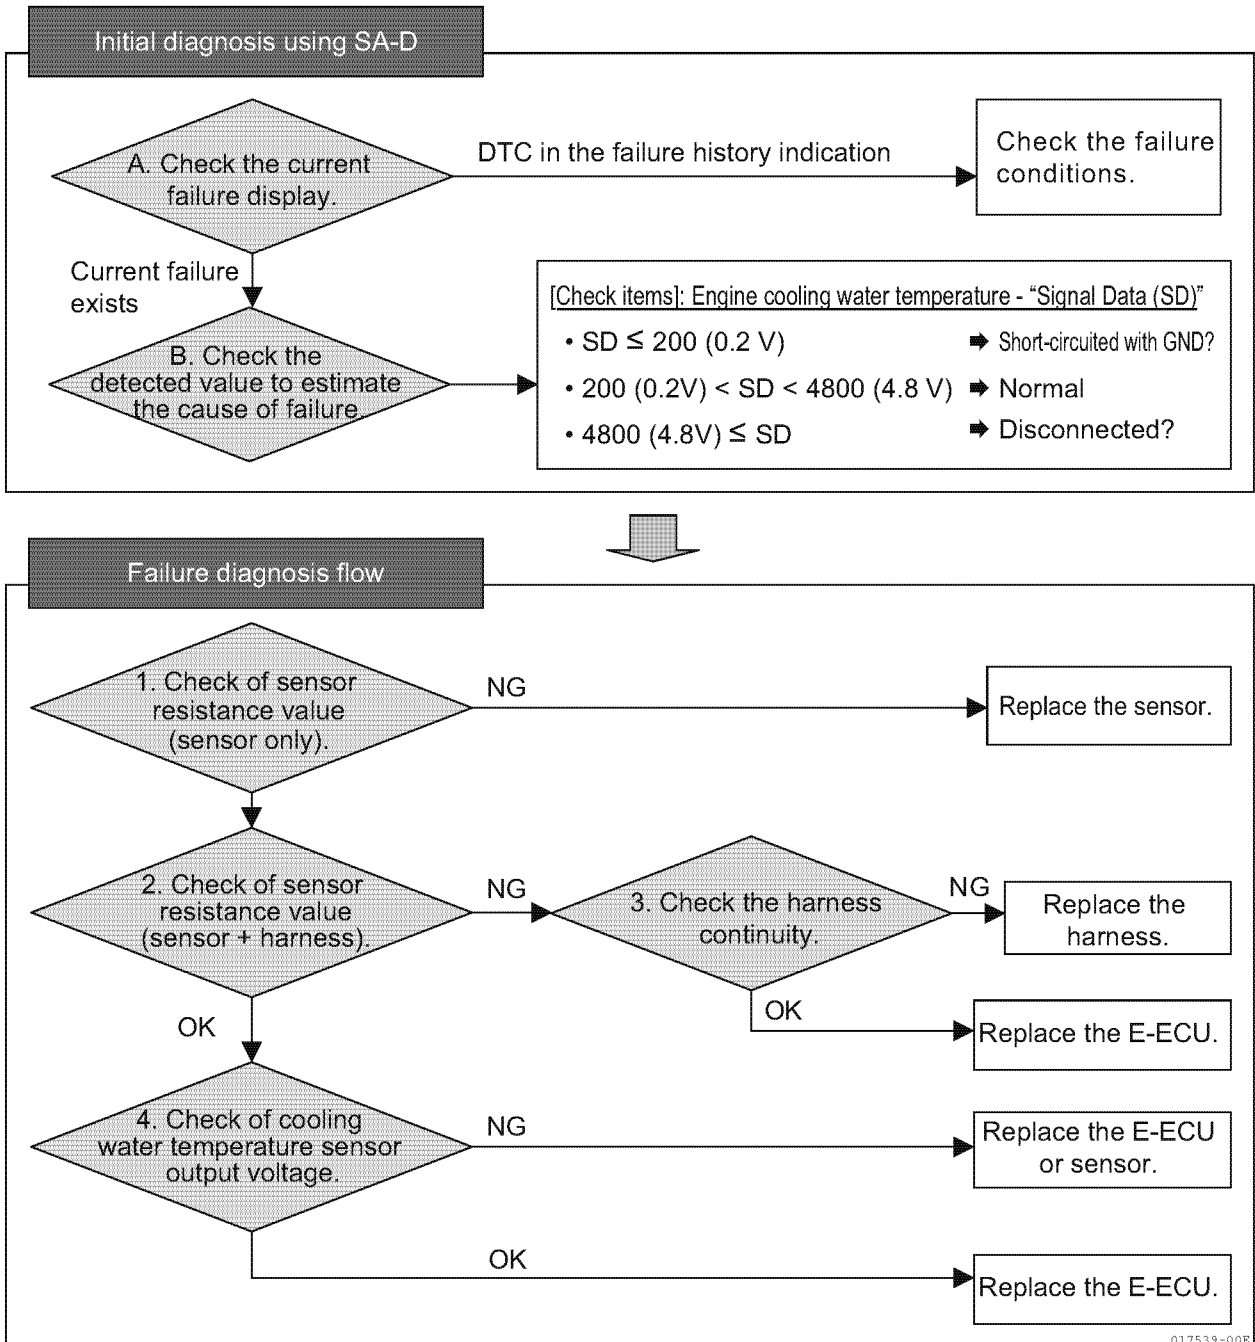 Initial diagnosis using SA-D
A. Check the current
failure display.
DTC in the failure history indication
Check the failure
conditions.
Current failure
exists
B. Check the
detected value to estimate
the cause of failure.
[Check items]: Engine cooling water temperature - “Signal Data (SD)”
• SD ≤ 200 (0.2 V) ➡ Short-circuited with GND?
• 200 (0.2V) < SD < 4800 (4.8 V) ➡ Normal
• 4800 (4.8V) ≤ SD ➡ Disconnected?
Failure diagnosis flow
1. Check of sensor
resistance value
(sensor only).
NG
Replace the sensor.
2. Check of sensor
resistance value
(sensor + harness).
NG
3. Check the harness
continuity.
NG
Replace the
harness.
OK
Replace the E-ECU.
OK
4. Check of cooling
water temperature sensor
output voltage.
NG
Replace the E-ECU
or sensor.
OK
Replace the E-ECU.
017539-00E